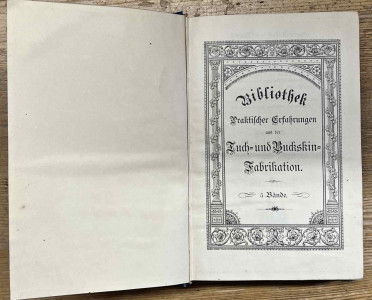 Bibliothek
Praktischer Erfahrungen
aus der
Tuch- und Buckskin-
Fabrikation.
5 Bände.